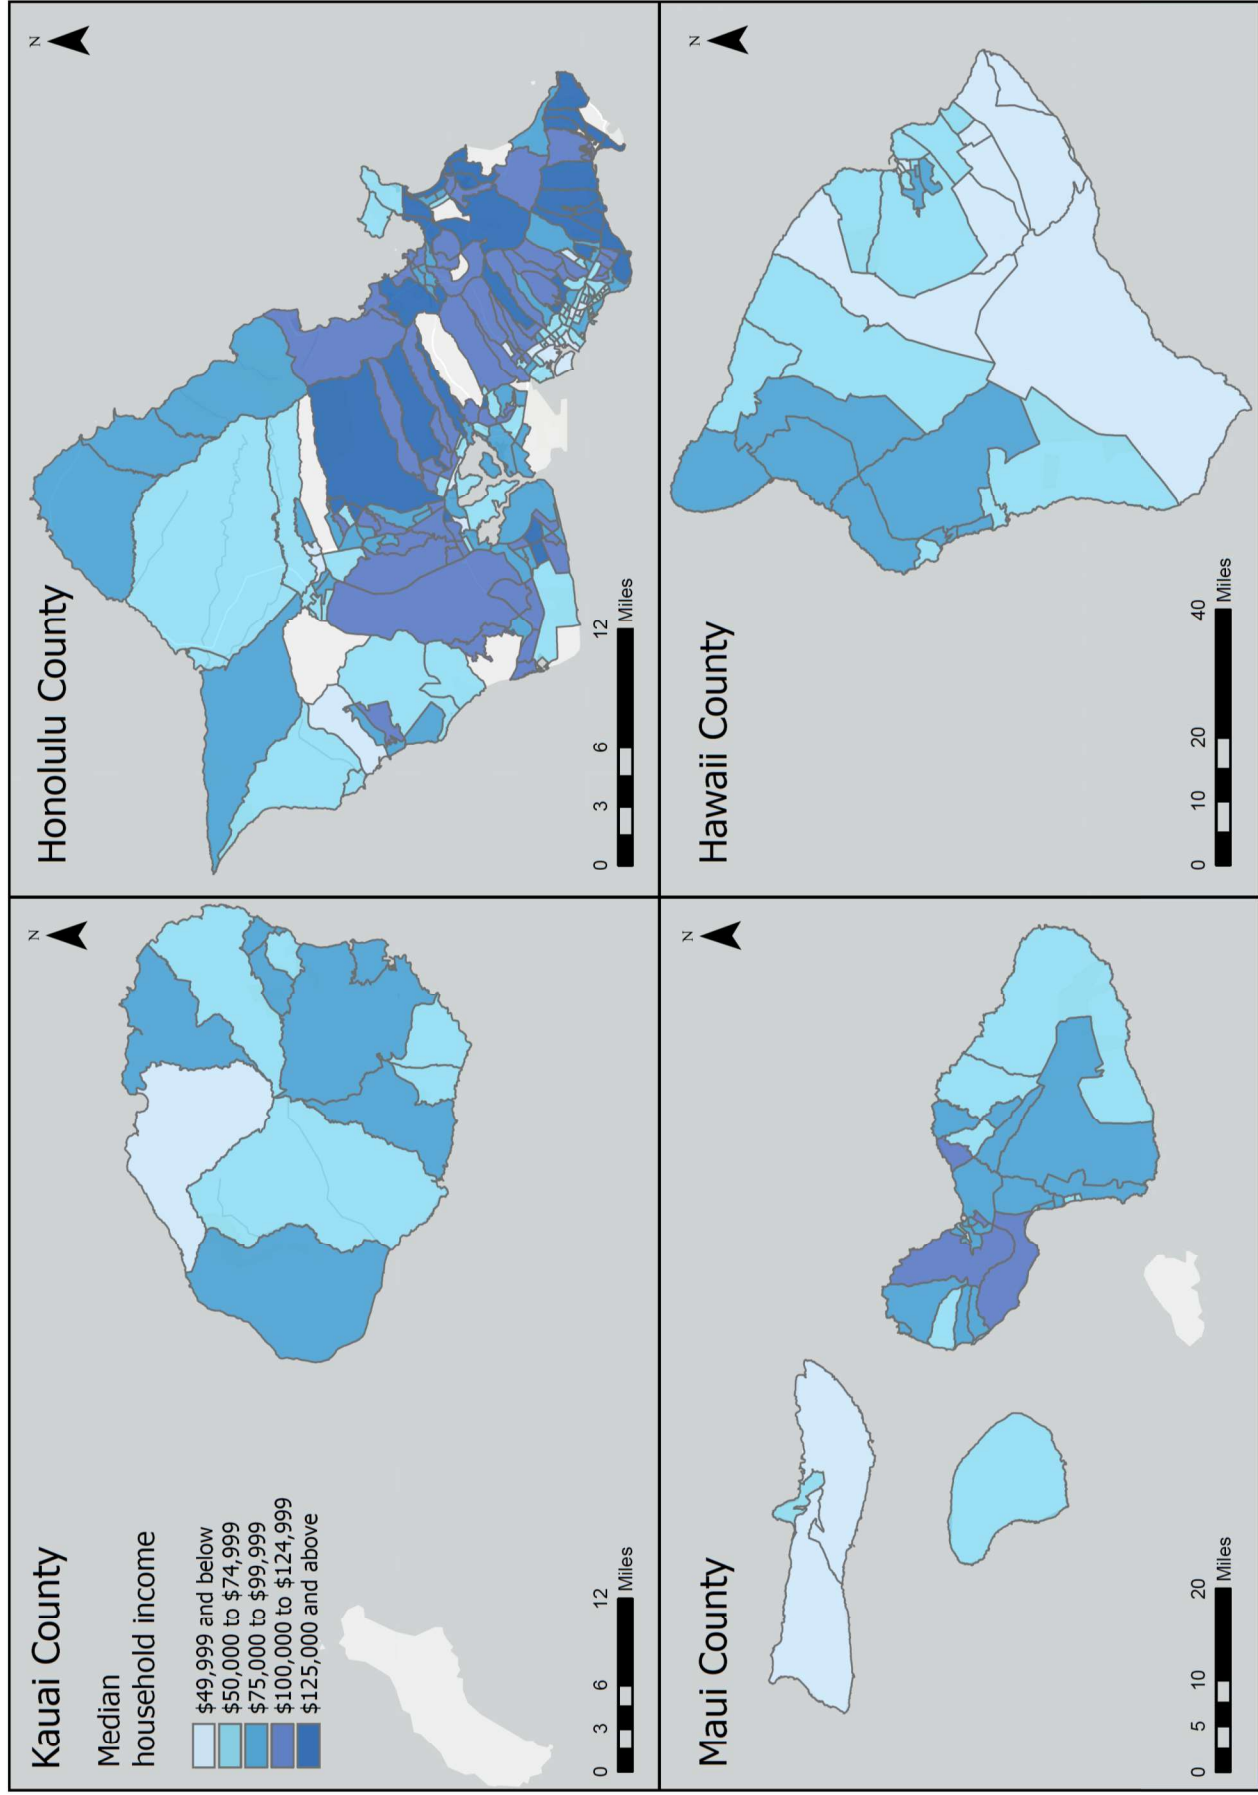 Kauai County
N
Median
household income
$49,999 and below
$50,000 to $74,999
$75,000 to $99,999
$100,000 to $124,999
$125,000 and above
0 3 6 12
Miles
Honolulu County
N
0 3 6 12
Miles
Maui County
N
0 5 10 20
Miles
Hawaii County
N
0 10 20 40
Miles